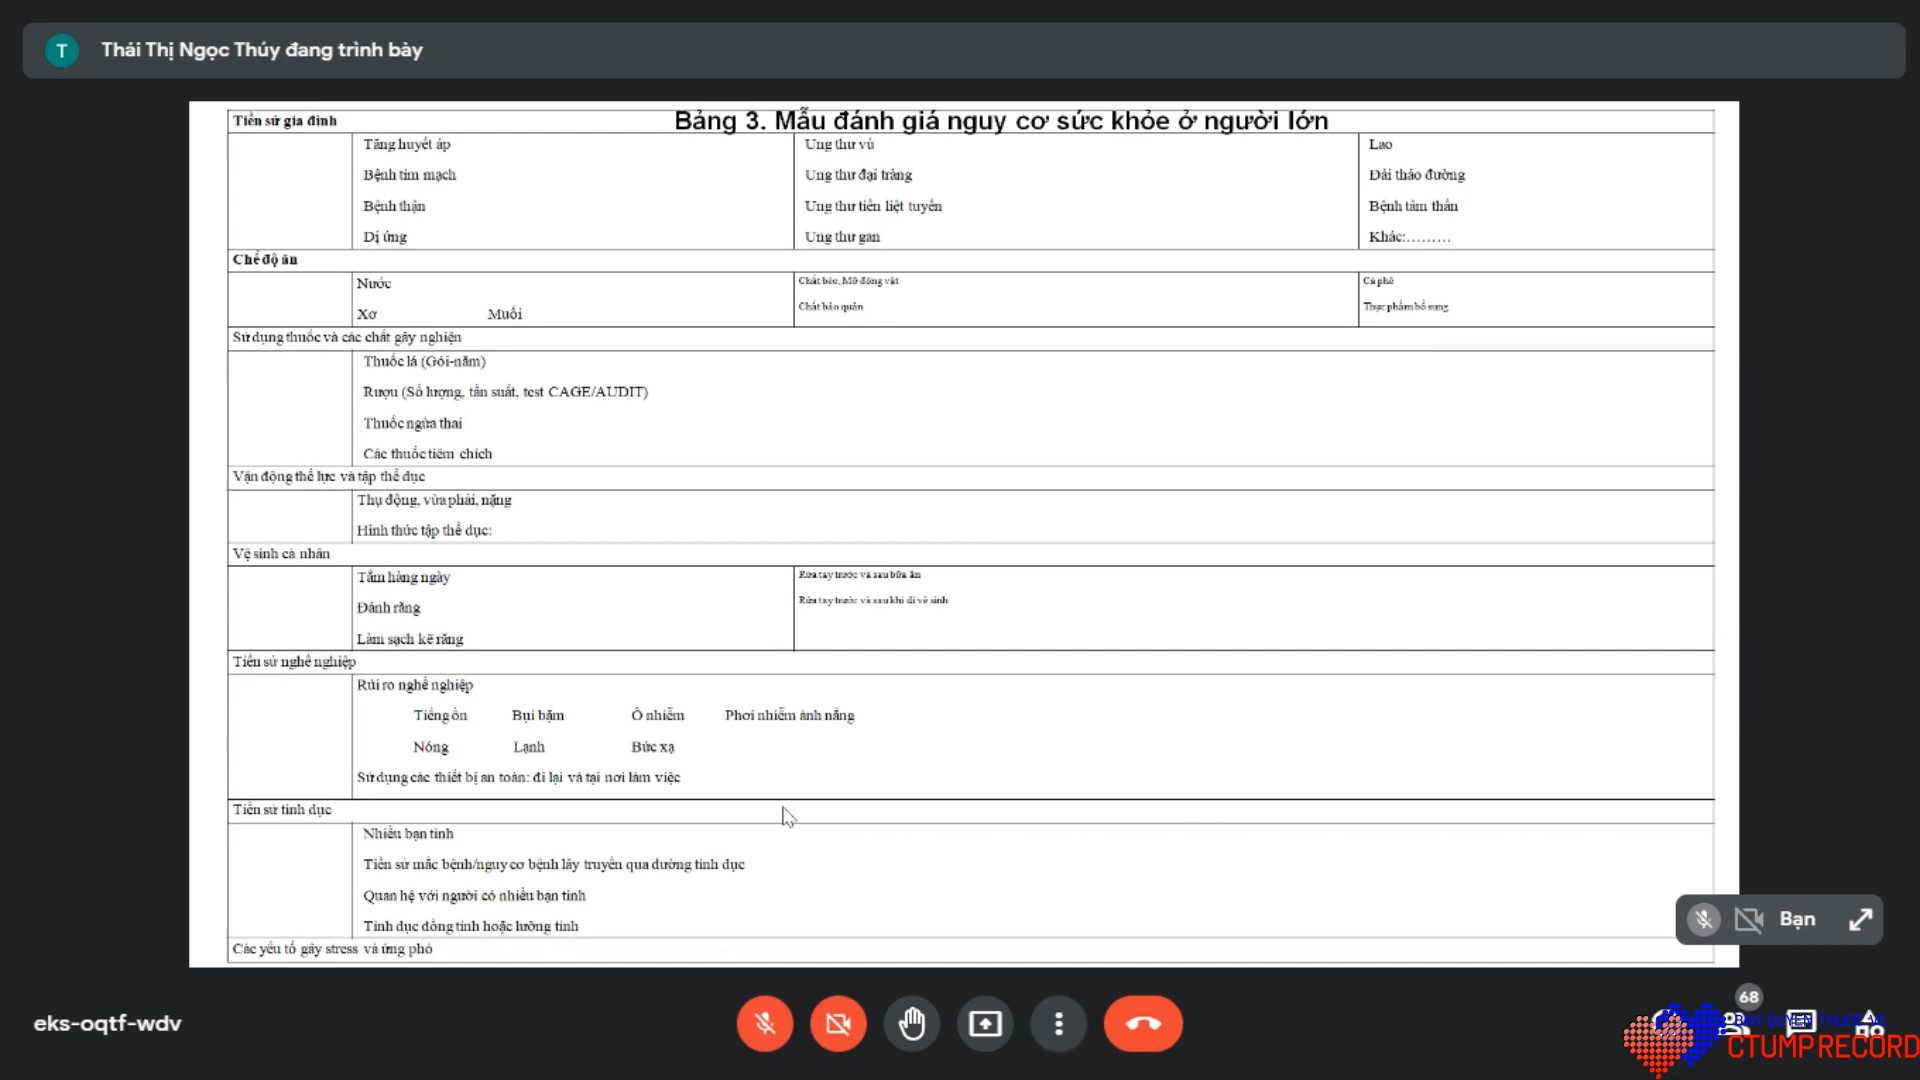 T Thái Thị Ngọc Thúy đang trình bày
Bảng 3. Mẫu đánh giá nguy cơ sức khỏe ở người lớn
Tiền sử gia đình
Tăng huyết áp Ung thư vú Lao
Bệnh tim mạch Ung thư đại tràng Đái tháo đường
Bệnh thận Ung thư tiền liệt tuyến Bệnh tâm thần
Dị ứng Ung thư gan Khác:………
Chế độ ăn
Nước Chất béo, Mỡ động vật Cà phê
Xơ Muối Chất bảo quản Thực phẩm bổ sung
Sử dụng thuốc và các chất gây nghiện
Thuốc lá (Gói-năm)
Rượu (Số lượng, tần suất, test CAGE/AUDIT)
Thuốc ngừa thai
Các thuốc tiêm chích
Vận động thể lực và tập thể dục
Thụ động, vừa phải, nặng
Hình thức tập thể dục:
Vệ sinh cá nhân
Tắm hàng ngày Rửa tay trước và sau bữa ăn
Đánh răng Rửa tay trước và sau khi đi vệ sinh
Làm sạch kẽ răng
Tiền sử nghề nghiệp
Rủi ro nghề nghiệp
Tiếng ồn Bụi bặm Ô nhiễm Phơi nhiễm ánh nắng
Nóng Lạnh Bức xạ
Sử dụng các thiết bị an toàn: đi lại và tại nơi làm việc
Tiền sử tình dục
Nhiều bạn tình
Tiền sử mắc bệnh/nguy cơ bệnh lây truyền qua đường tình dục
Quan hệ với người có nhiều bạn tình
Tình dục đồng tính hoặc lưỡng tính
Các yếu tố gây stress và ứng phó
Bạn
68
eks-oqtf-wdv
BAN QUYEN THUOC VE
CTUMP RECORD